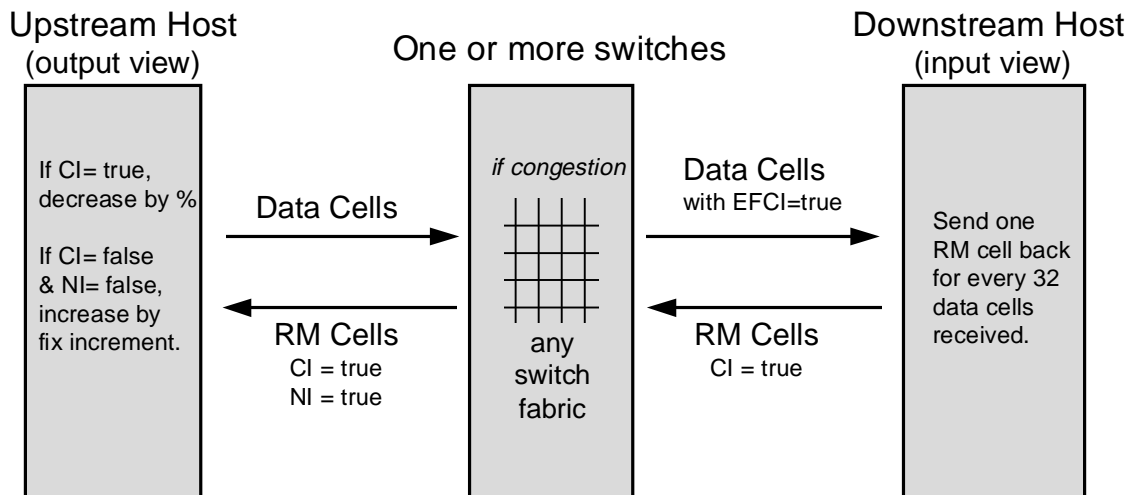 Upstream Host
(output view)
One or more switches
Downstream Host
(input view)
If CI= true,
decrease by %
If CI= false
& NI= false,
increase by
fix increment.
Data Cells
RM Cells
CI = true
NI = true
if congestion
any
switch
fabric
Data Cells
with EFCI=true
RM Cells
CI = true
Send one
RM cell back
for every 32
data cells
received.